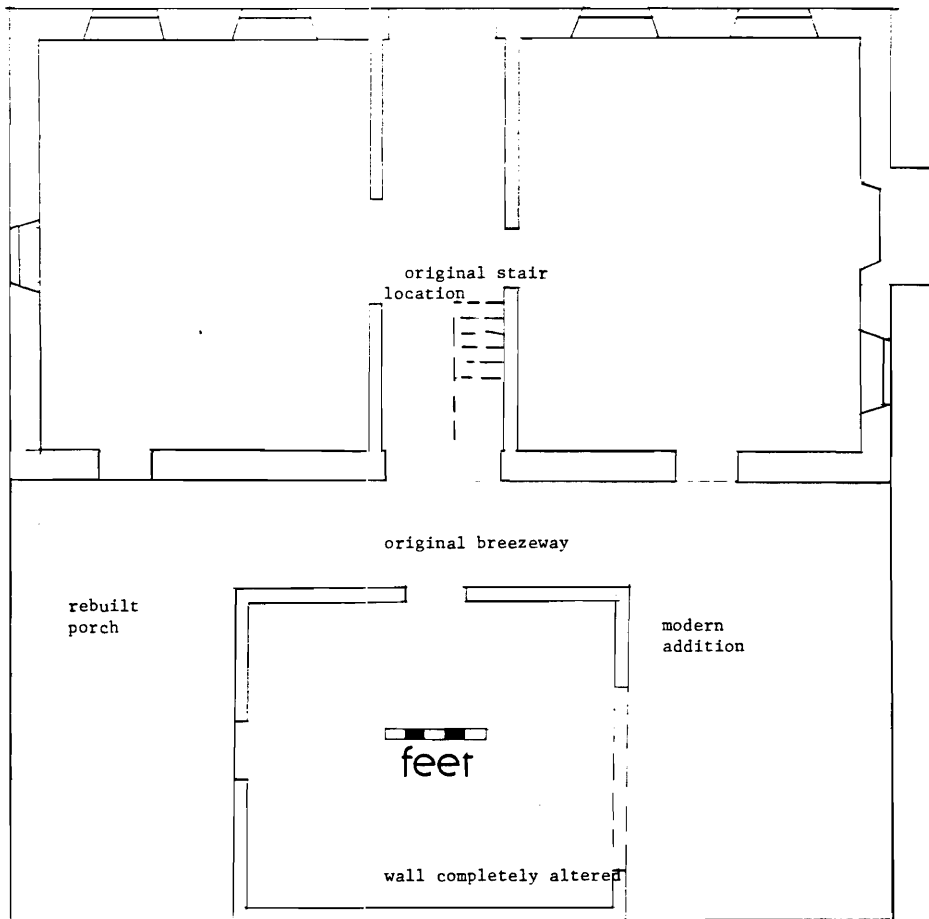 original stair
location
original breezeway
rebuilt
porch
modern
addition
feet
wall completely altered